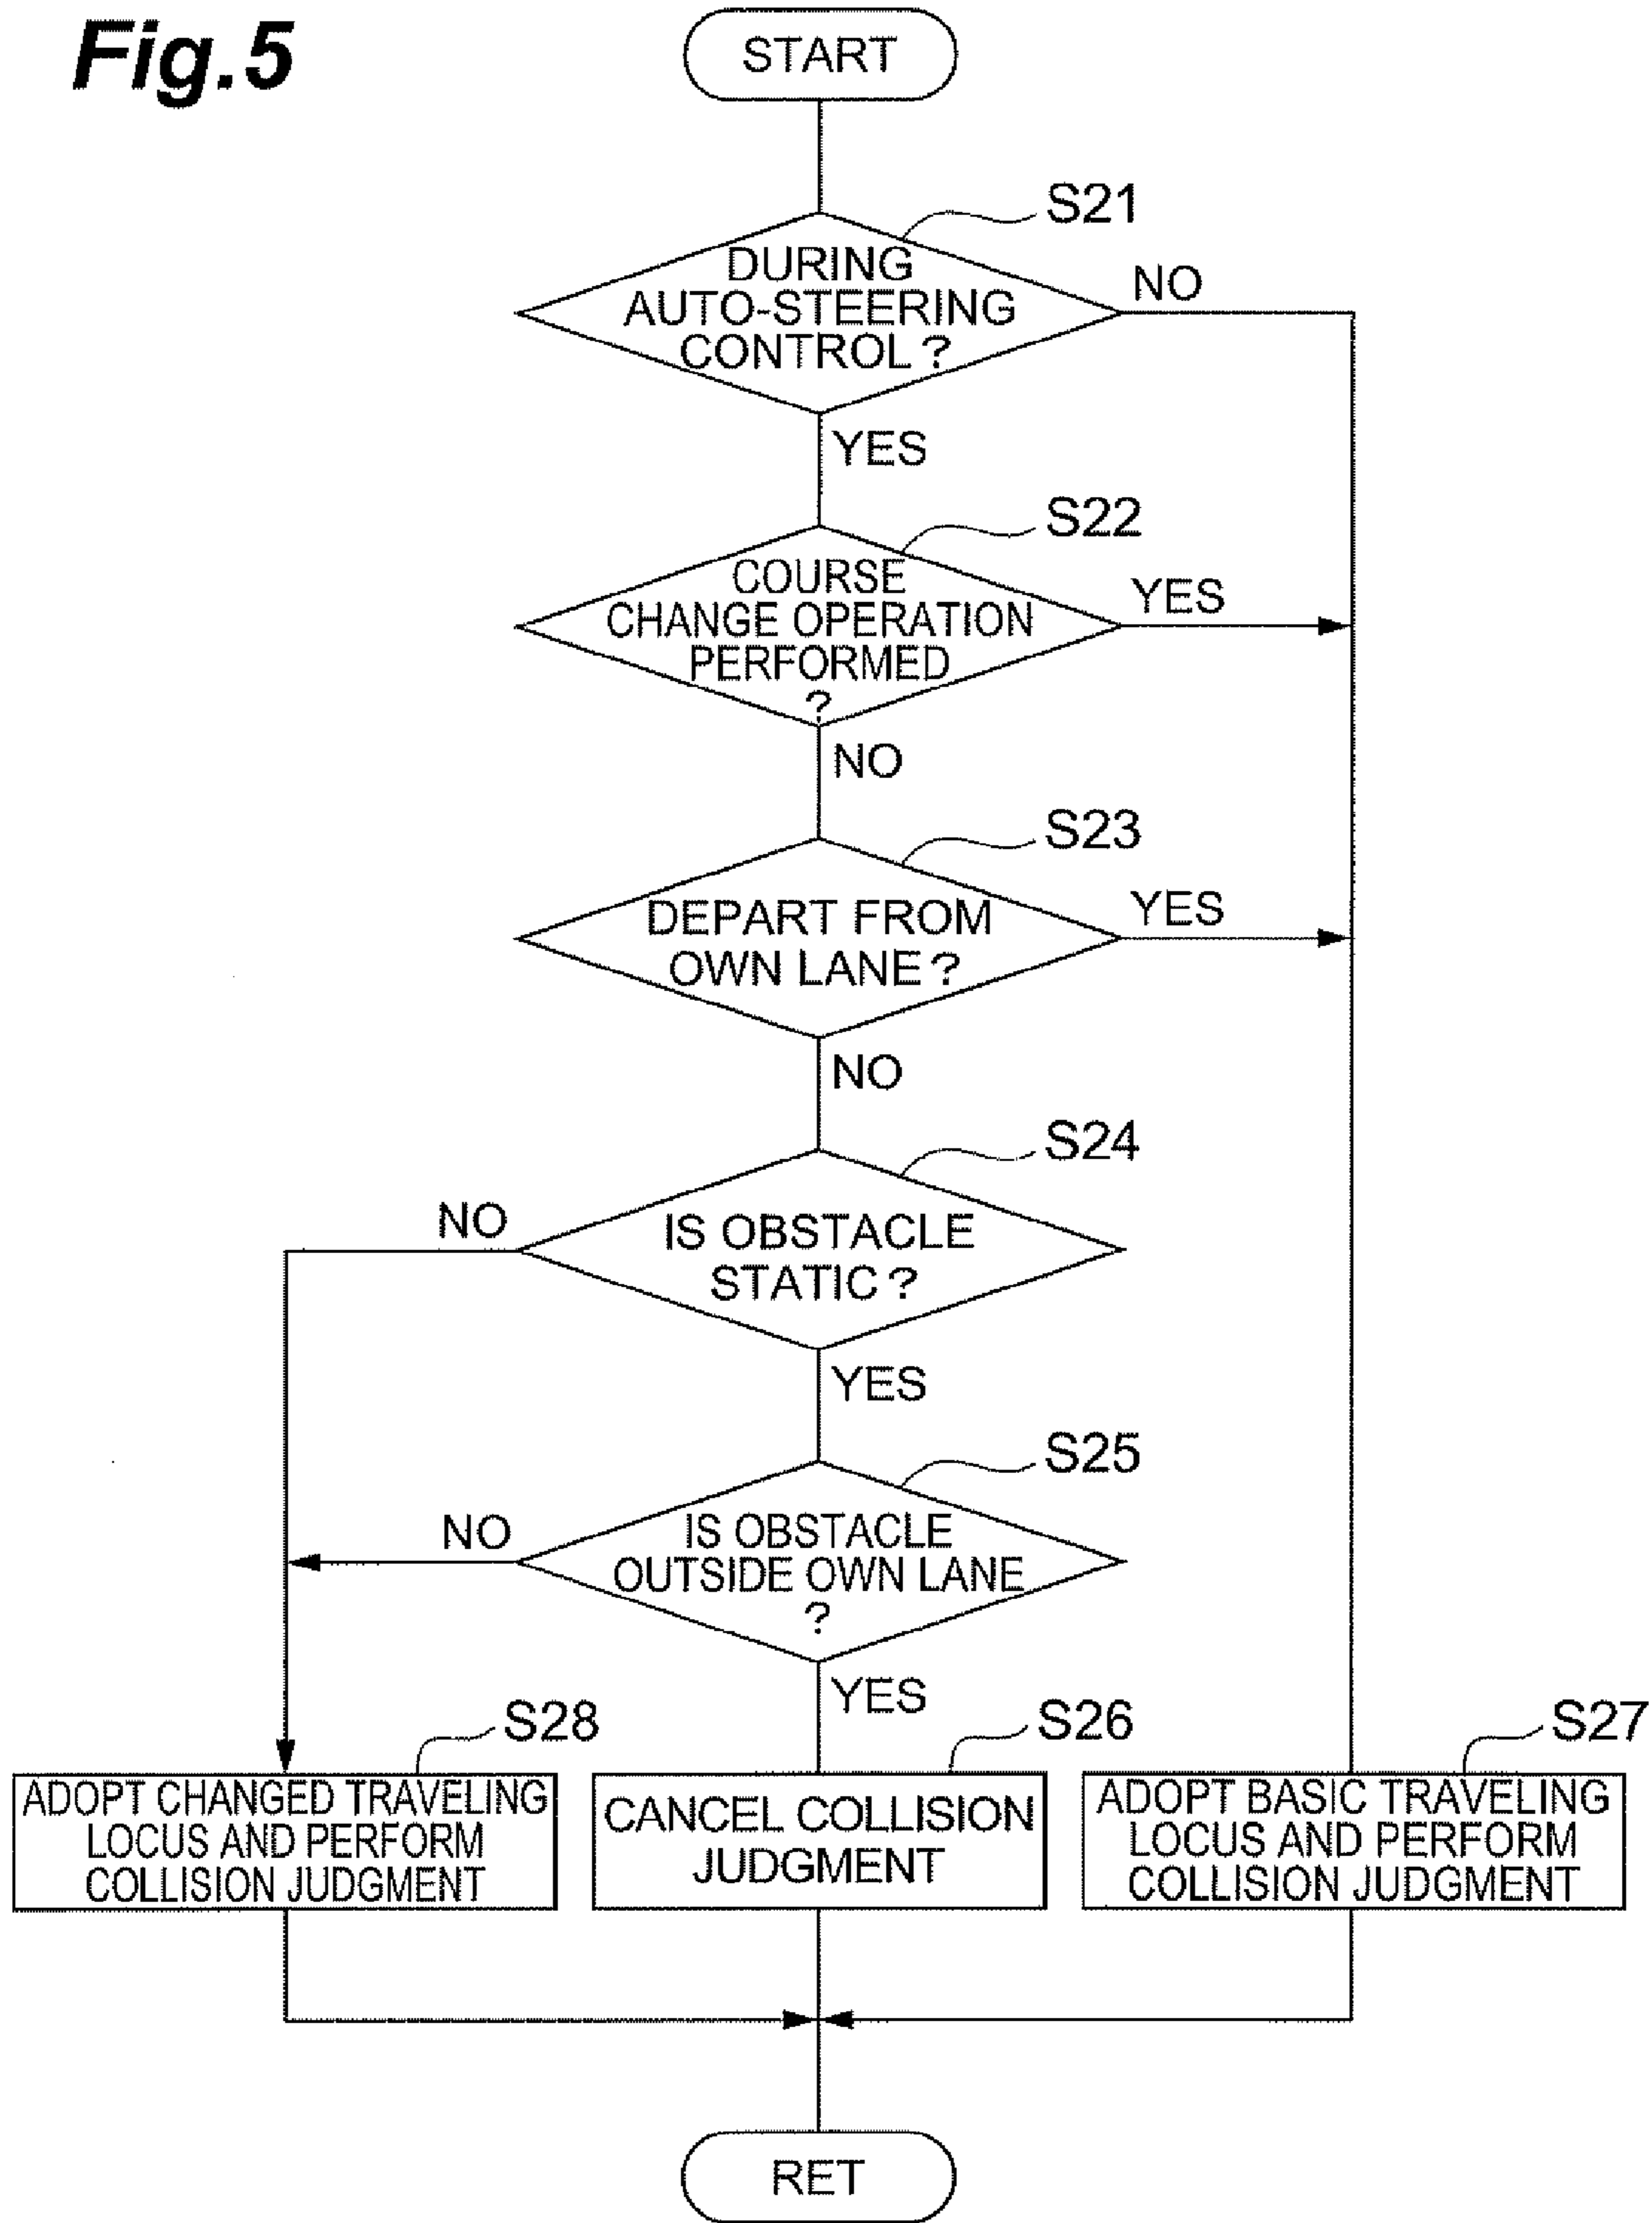 Fig.5
START
S21
DURING
AUTO-STEERING
CONTROL?
NO
YES
S22
COURSE
CHANGE OPERATION
PERFORMED
?
YES
NO
S23
DEPART FROM
OWN LANE?
YES
NO
S24
IS OBSTACLE
STATIC?
NO
YES
S25
IS OBSTACLE
OUTSIDE OWN LANE
?
NO
YES
S28
ADOPT CHANGED TRAVELING
LOCUS AND PERFORM
COLLISION JUDGMENT
S26
CANCEL COLLISION
JUDGMENT
S27
ADOPT BASIC TRAVELING
LOCUS AND PERFORM
COLLISION JUDGMENT
RET